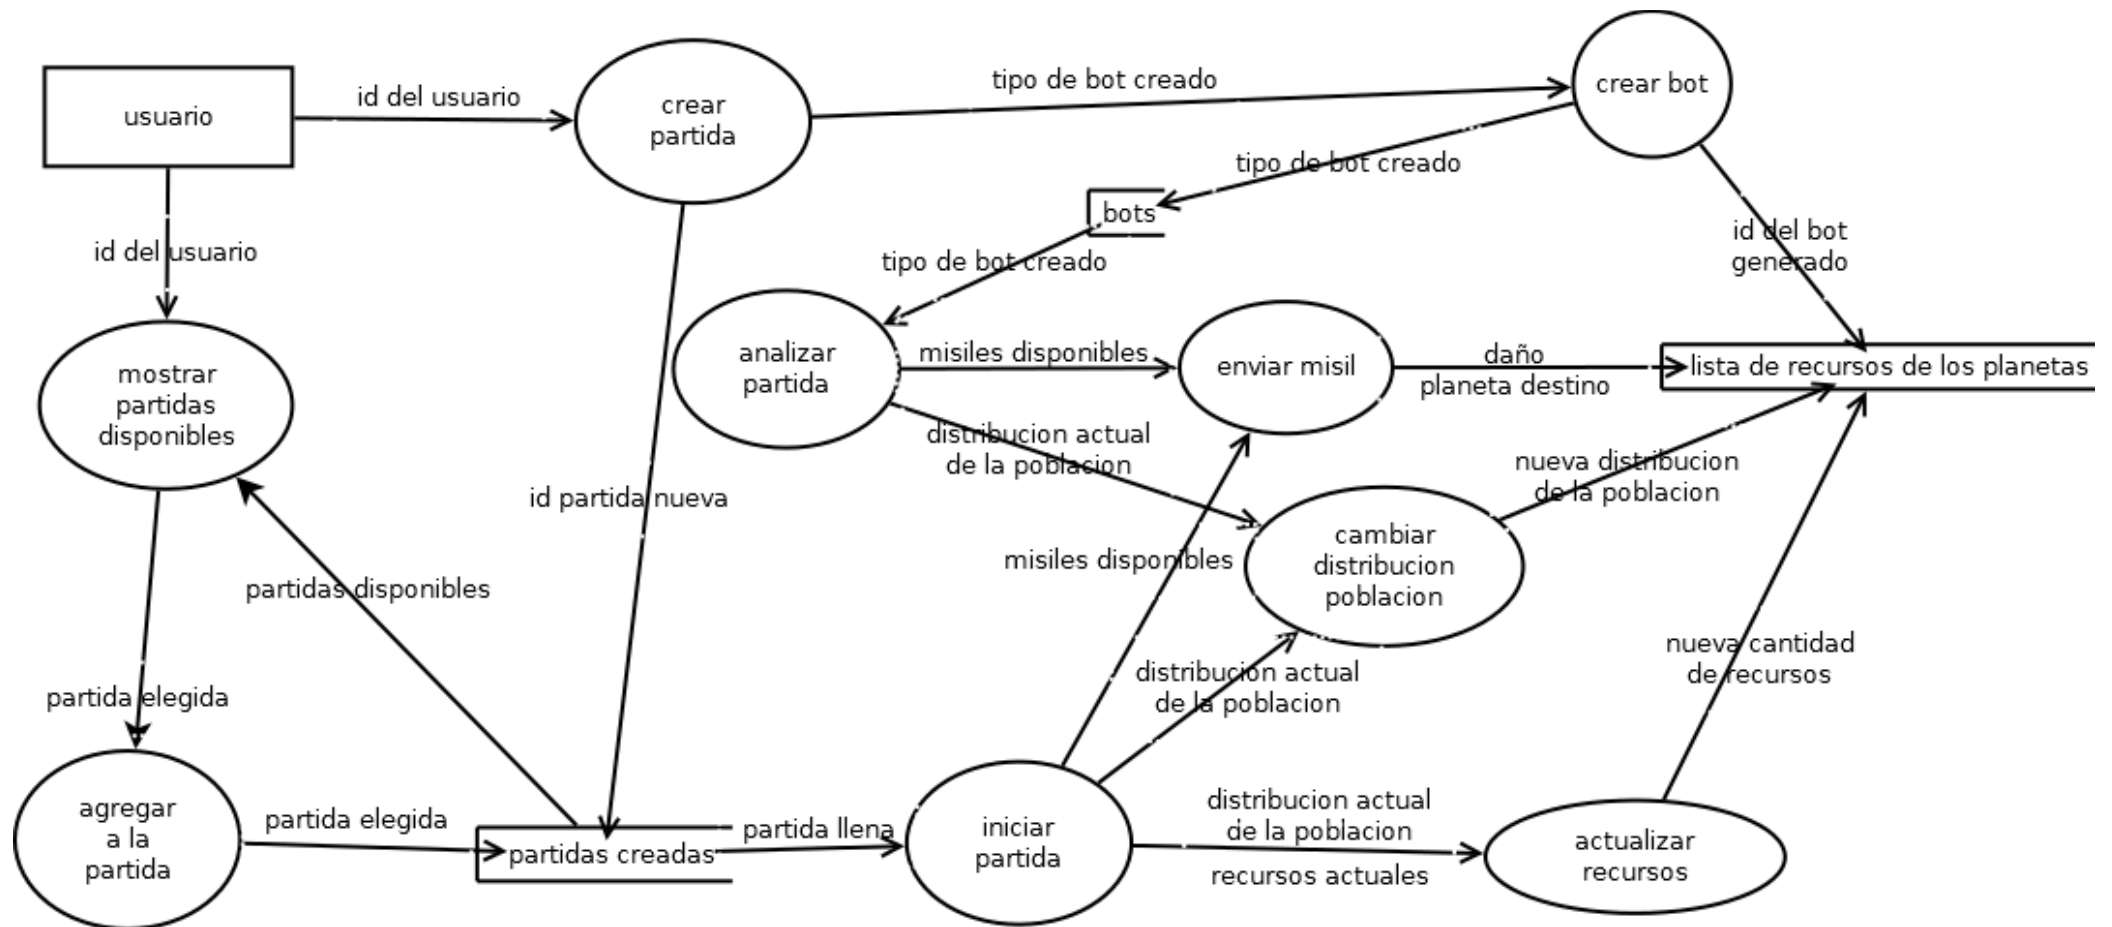 usuario
id del usuario
crear
partida
tipo de bot creado
crear bot
tipo de bot creado
bots
id del usuario
tipo de bot creado
id del bot
generado
mostrar
partidas
disponibles
analizar
partida
misiles disponibles
enviar misil
daño
planeta destino
lista de recursos de los planetas
distribucion actual
de la poblacion
nueva distribucion
de la poblacion
id partida nueva
cambiar
distribucion
poblacion
misiles disponibles
partidas disponibles
distribución actual
de la poblacion
nueva cantidad
de recursos
partida elegida
agregar
a la
partida
partida elegida
partidas creadas
partida llena
iniciar
partida
distribucion actual
de la poblacion
recursos actuales
actualizar
recursos